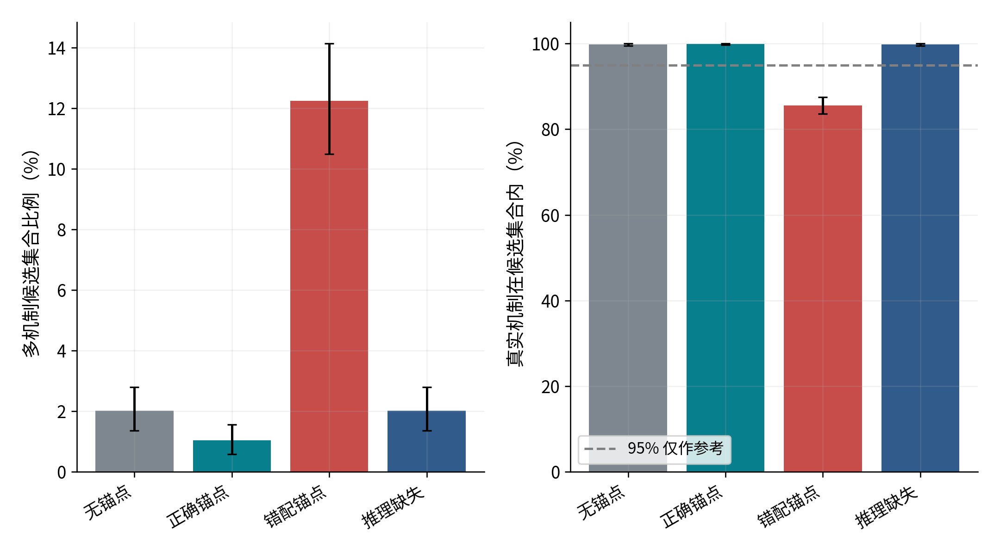 多机制候选集合比例（%）
14
12
10
8
6
4
2
0
无锚点
正确锚点
错配锚点
推理缺失
真实机制在候选集合内（%）
100
80
60
40
20
0
95% 仅作参考
无锚点
正确锚点
错配锚点
推理缺失